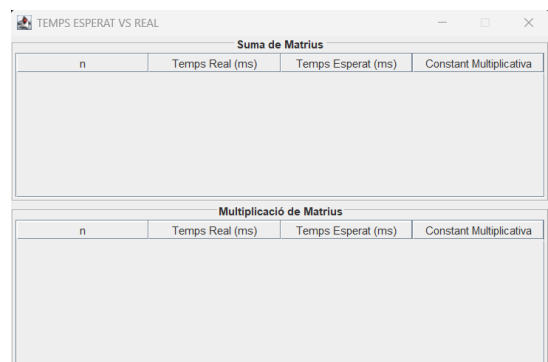 TEMPS ESPERAT VS REAL
Suma de Matrius
n Temps Real (ms) Temps Esperat (ms) Constant Multiplicativa
Multiplicació de Matrius
n Temps Real (ms) Temps Esperat (ms) Constant Multiplicativa